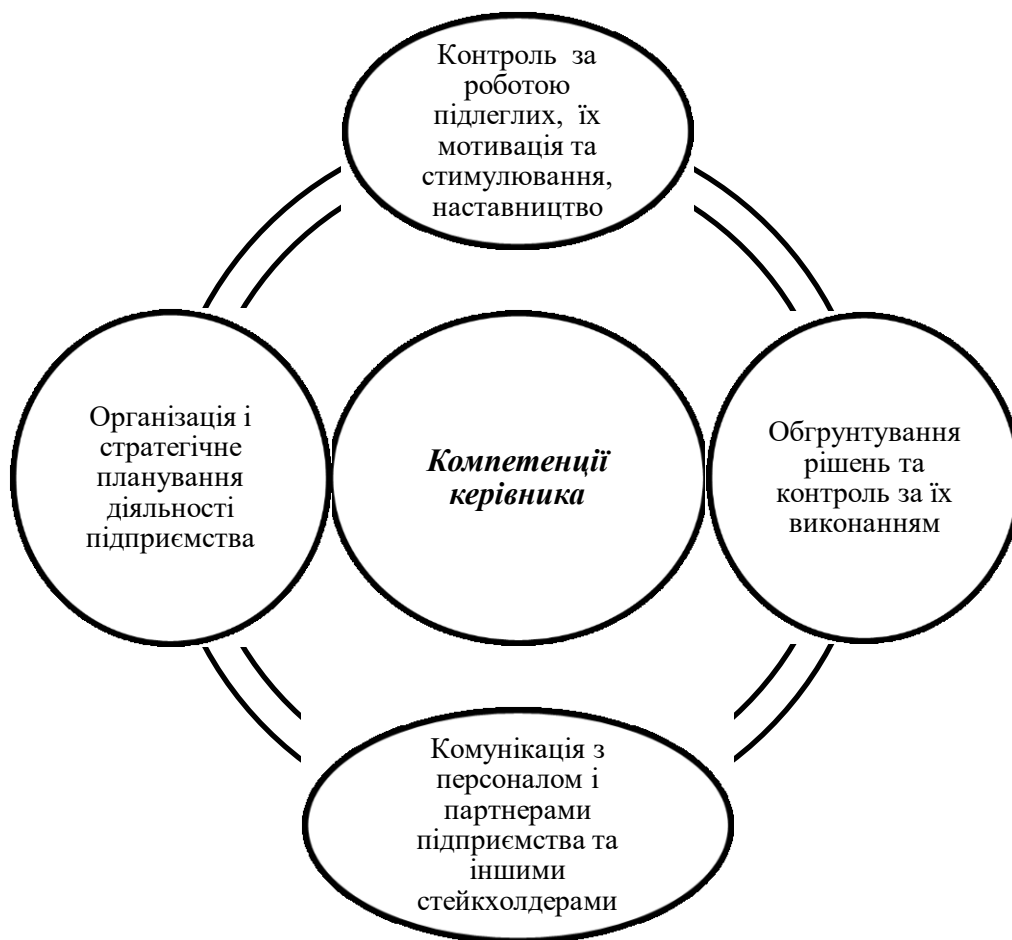 Контроль за
роботою
підлеглих, їх
мотивація та
стимулювання,
наставництво
Організація і
стратегічне
планування
діяльності
підприємства
Компетенції
керівника
Обгрунтування
рішень та
контроль за їх
виконанням
Комунікація з
персоналом і
партнерами
підприємства та
іншими
стейкхолдерами